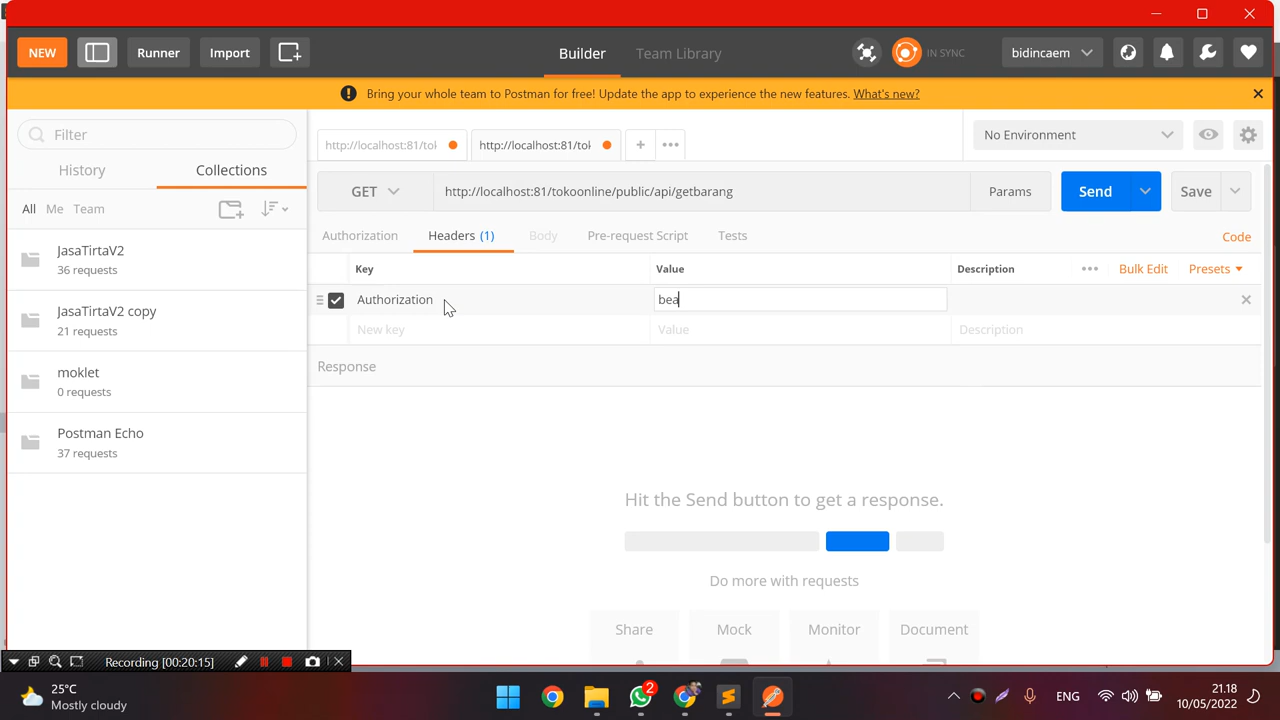 NEW
Runner
Import
Builder
Team Library
IN SYNC
bidincaem
Bring your whole team to Postman for free! Update the app to experience the new features. What's new?
Filter
http://localhost:81/tol
http://localhost:81/tol
No Environment
History
Collections
GET
http://localhost:81/tokoonline/public/api/getbarang
Params
Send
Save
All
Me
Team
Authorization
Headers (1)
Body
Pre-request Script
Tests
Code
JasaTirtaV2
36 requests
Key
Value
Description
Bulk Edit
Presets
Authorization
bea
New key
Value
Description
JasaTirtaV2 copy
21 requests
Response
moklet
0 requests
Postman Echo
37 requests
Hit the Send button to get a response.
Do more with requests
Share
Mock
Monitor
Document
Recording [00:20:15]
25°C
Mostly cloudy
2
ENG
21.18
10/05/2022